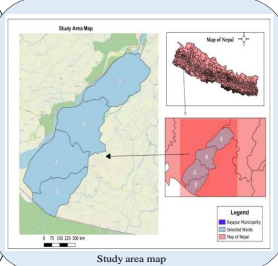 Study Area Map
Map of Nepal
Legend
Rajapur Municipality
Selected Wards
Map of Nepal
0 75 150 225 300 km
Study area map